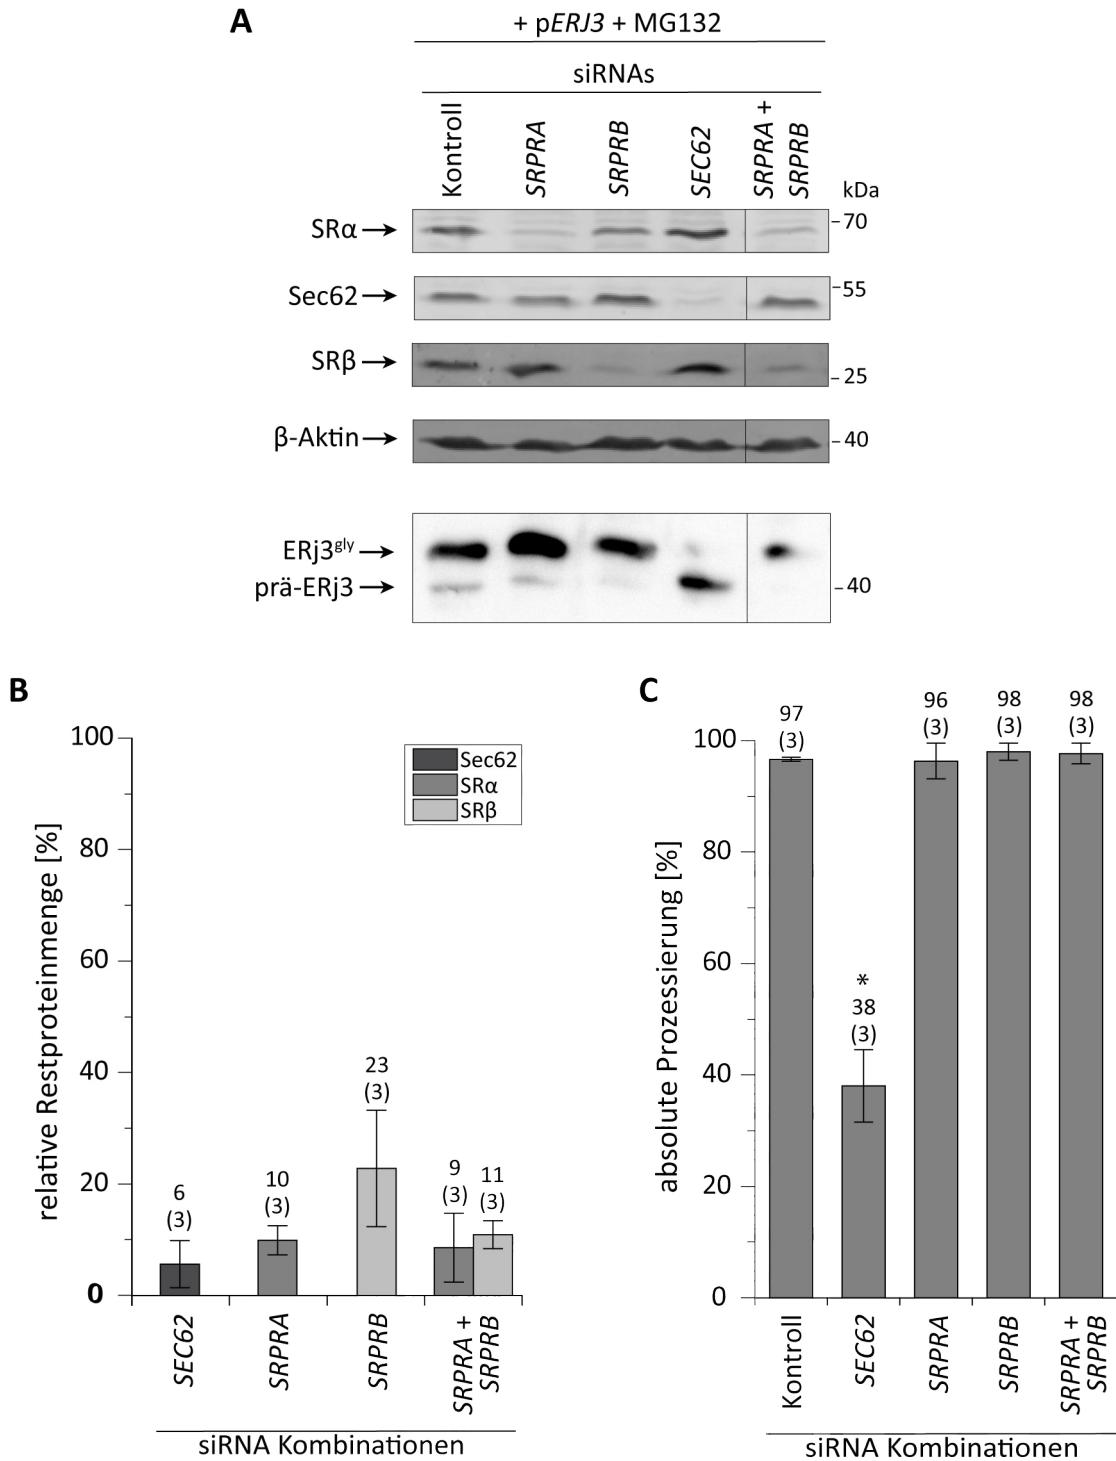 A
+ pERJ3 + MG132
siRNAs
Kontroll
SRPRA
SRPRB
SEC62
SRPRA +
SRPRB
kDa
SRα
70
Sec62
55
SRβ
25
β-Aktin
40
ERj3gly
prä-ERj3
40
B
relative Restproteinmenge [%]
100
80
60
40
20
0
Sec62
SRα
SRβ
6
(3)
10
(3)
23
(3)
9
(3)
11
(3)
SEC62
SRPRA
SRPRB
SRPRA +
SRPRB
siRNA Kombinationen
C
absolute Prozessierung [%]
100
80
60
40
20
0
97
(3)
*
38
(3)
96
(3)
98
(3)
98
(3)
Kontroll
SEC62
SRPRA
SRPRB
SRPRA +
SRPRB
siRNA Kombinationen